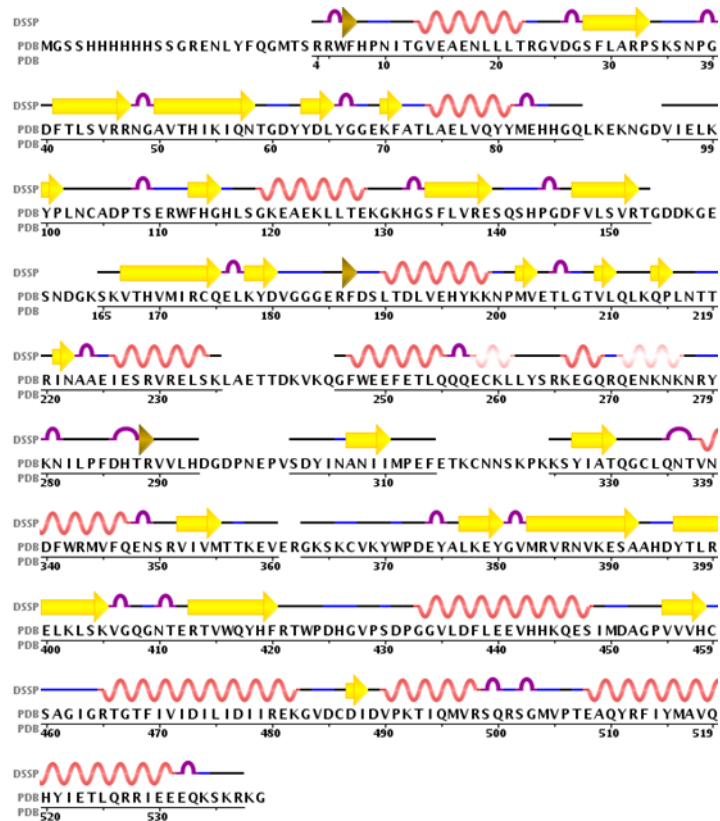 DSSP
PDB MGSSHHHHHHSSGRENLYFQGMTSRRWFHPNITGVEAENLLLTRGVDGSFLARPSKSNPG
PDB 4 10 20 30 39
DSSP
PDB DFTLSVRRNGAVTHIKIQNTGDYYDLYGGEKFATLAELVQYYMEHHGQLKEKNGDVIELK
PDB 40 50 60 70 80 99
DSSP
PDB YPLNCADPTSERWFHGHLSGKEAEKLLTEKGKHGSFLVRESQSHPGDFVLSVRTGDDKGE
PDB 100 110 120 130 140 150
DSSP
PDB SNDGKSKVTHVMIRCQELKYDVGGGERFDSLTDLVEHYKKNPMVETLGTVLQLKQPLNTT
PDB 165 170 180 190 200 210 219
DSSP
PDB RINAAEIESRVRELSKLAETTDKVKQGFWEEFETLQQQECKLLYSRKEGQRQENKNKNRY
PDB 220 230 250 260 270 279
DSSP
PDB KNILPFDHTRVVLHDGDPNEPVSDYINANIIMPEFETKCNNSKPKKSYIATQGCLQNTVN
PDB 280 290 310 330 339
DSSP
PDB DFWRMVFQENSRVIVMTTKEVERGKSKCVKYWPDEYALKEYGVMRVRNVKESAAHDYTLR
PDB 340 350 370 380 390 399
DSSP
PDB ELKLSKVGQGNTERTVWQYHFRTWPDHGVPSDPGGVLDFLEEVHHKQESIMDAGPVVVHC
PDB 400 410 420 430 440 450 459
DSSP
PDB SAGIGRTGTFIVIDILIDIIREKGVDCDIDVPKTIQMVRSQRSGMVPTEAQYRFIYMAVQ
PDB 460 470 480 490 500 510 519
DSSP
PDB HYIETLQRRIEEEQKSKRKG
PDB 520 530